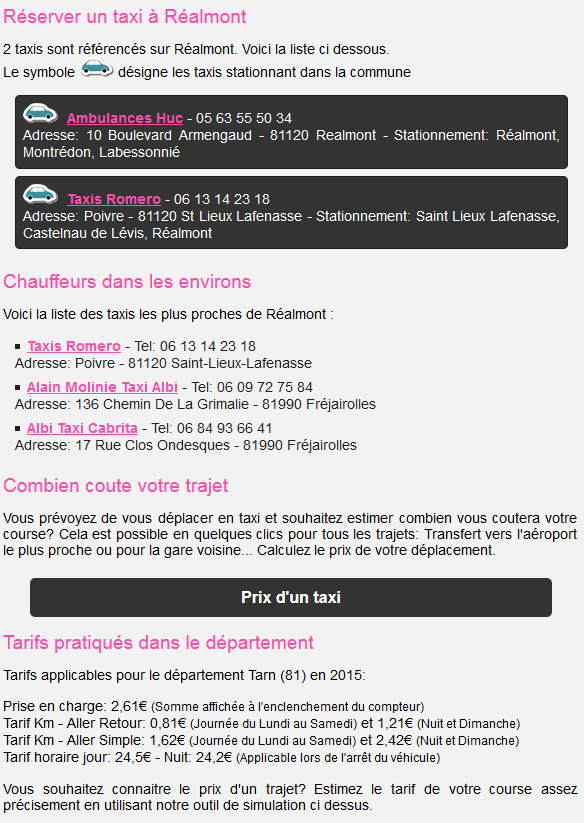 Réserver un taxi à Réalmont
2 taxis sont référencés sur Réalmont. Voici la liste ci dessous.
Le symbole désigne les taxis stationnant dans la commune
Ambulances Huc - 05 63 55 50 34
Adresse: 10 Boulevard Armengaud - 81120 Realmont - Stationnement: Réalmont,
Montrédon, Labessonnié
Taxis Romero - 06 13 14 23 18
Adresse: Poivre - 81120 St Lieux Lafenasse - Stationnement: Saint Lieux Lafenasse,
Castelnau de Lévis, Réalmont
Chauffeurs dans les environs
Voici la liste des taxis les plus proches de Réalmont :
Taxis Romero - Tel: 06 13 14 23 18
Adresse: Poivre - 81120 Saint-Lieux-Lafenasse
Alain Molinie Taxi Albi - Tel: 06 09 72 75 84
Adresse: 136 Chemin De La Grimalie - 81990 Fréjairolles
Albi Taxi Cabrita - Tel: 06 84 93 66 41
Adresse: 17 Rue Clos Ondesques - 81990 Fréjairolles
Combien coute votre trajet
Vous prévoyez de vous déplacer en taxi et souhaitez estimer combien vous coutera votre
course? Cela est possible en quelques clics pour tous les trajets: Transfert vers l'aéroport
le plus proche ou pour la gare voisine... Calculez le prix de votre déplacement.
Prix d'un taxi
Tarifs pratiqués dans le département
Tarifs applicables pour le département Tarn (81) en 2015:
Prise en charge: 2,61€ (Somme affichée à l'enclenchement du compteur)
Tarif Km - Aller Retour: 0,81€ (Journée du Lundi au Samedi) et 1,21€ (Nuit et Dimanche)
Tarif Km - Aller Simple: 1,62€ (Journée du Lundi au Samedi) et 2,42€ (Nuit et Dimanche)
Tarif horaire jour: 24,5€ - Nuit: 24,2€ (Applicable lors de l'arrêt du véhicule)
Vous souhaitez connaitre le prix d'un trajet? Estimez le tarif de votre course assez
précisement en utilisant notre outil de simulation ci dessus.